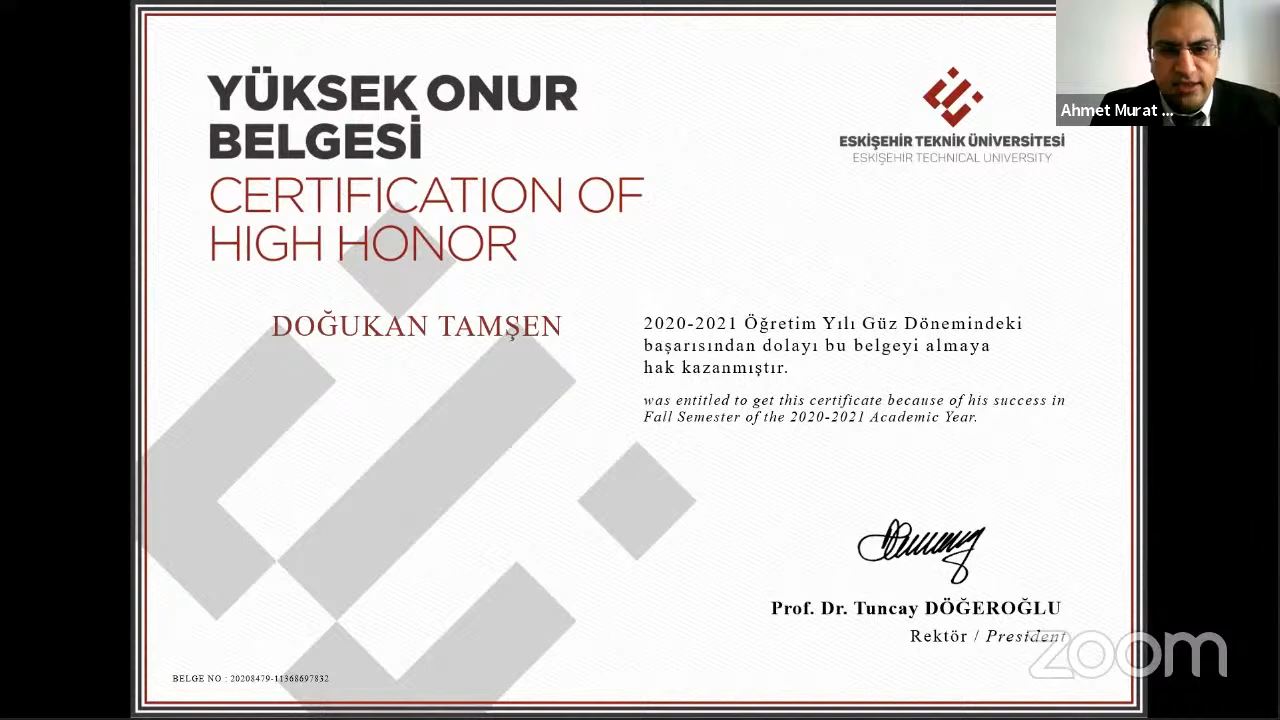 YÜKSEK ONUR
BELGESİ
CERTIFICATION OF
HIGH HONOR
ESKİŞEHİR TEKNİK ÜNİVERSİTESİ
ESKİŞEHİR TECHNICAL UNIVERSITY
Ahmet Murat ...
DOĞUKAN TAMŞEN
2020-2021 Öğretim Yılı Güz Dönemindeki
başarısından dolayı bu belgeyi almaya
hak kazanmıştır.
was entitled to get this certificate because of his success in
Fall Semester of the 2020-2021 Academic Year.
Prof. Dr. Tuncay DÖĞEROĞLU
Rektör / President
zoom
BELGE NO : 20208479-11368697832